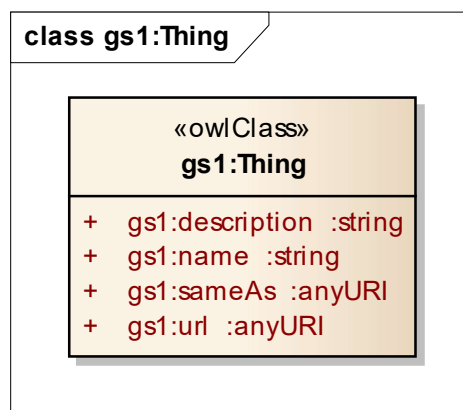 class gs1:Thing
«owlClass»
gs1:Thing
+ gs1:description :string
+ gs1:name :string
+ gs1:sameAs :anyURI
+ gs1:url :anyURI